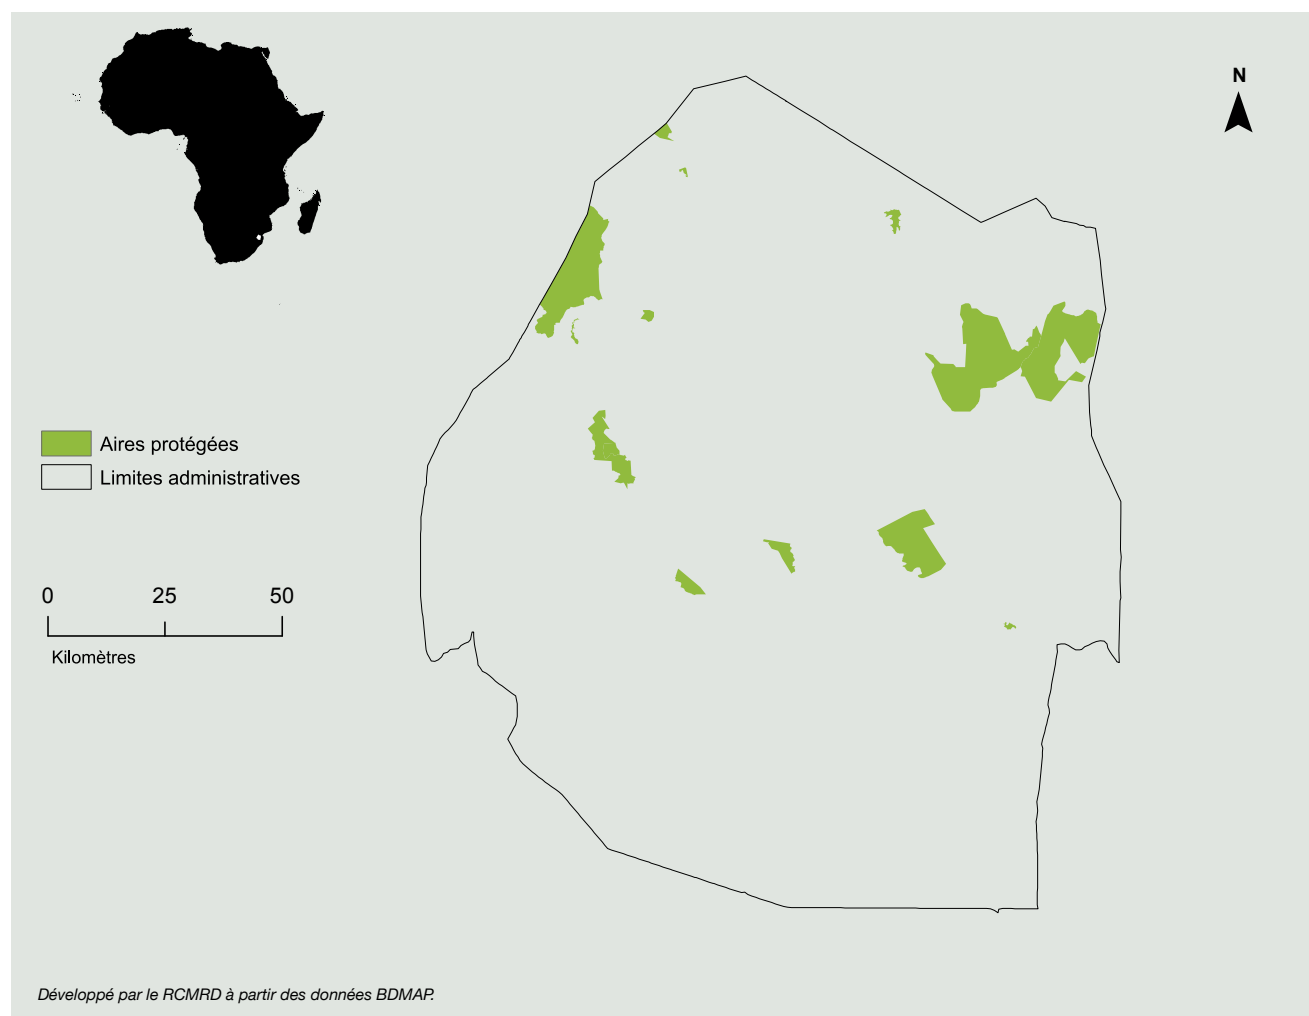 N
Aires protégées
Limites administratives
0 25 50
Kilomètres
Développé par le RCMRD à partir des données BDMAP.